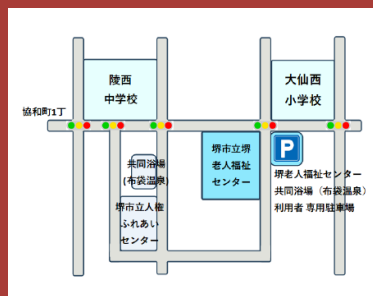 陵西
中学校
大仙西
小学校
協和町1丁
共同浴場
(布袋温泉)
堺市立堺
老人福祉
センター
P
堺老人福祉センター
共同浴場（布袋温泉）
利用者 専用駐車場
堺市立人権
ふれあい
センター